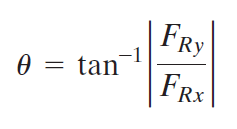 θ = tan⁻¹ |F_Ry / F_Rx|